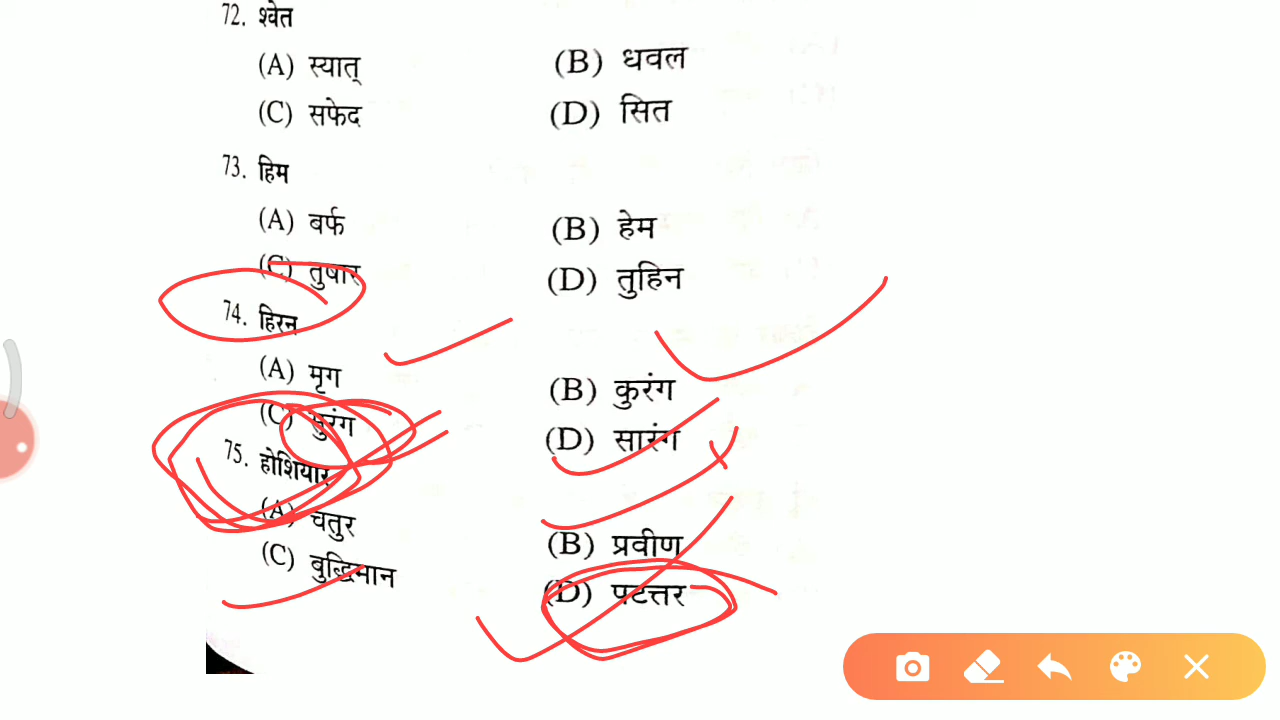 72. श्वेत
(A) स्यात् (B) धवल
(C) सफेद (D) सित
73. हिम
(A) बर्फ (B) हेम
(C) तुषार (D) तुहिन
74. हिरन
(A) मृग (B) कुरंग
(C) सुरंग (D) सारंग
75. होशियार
(A) चतुर (B) प्रवीण
(C) बुद्धिमान (D) पटत्तर